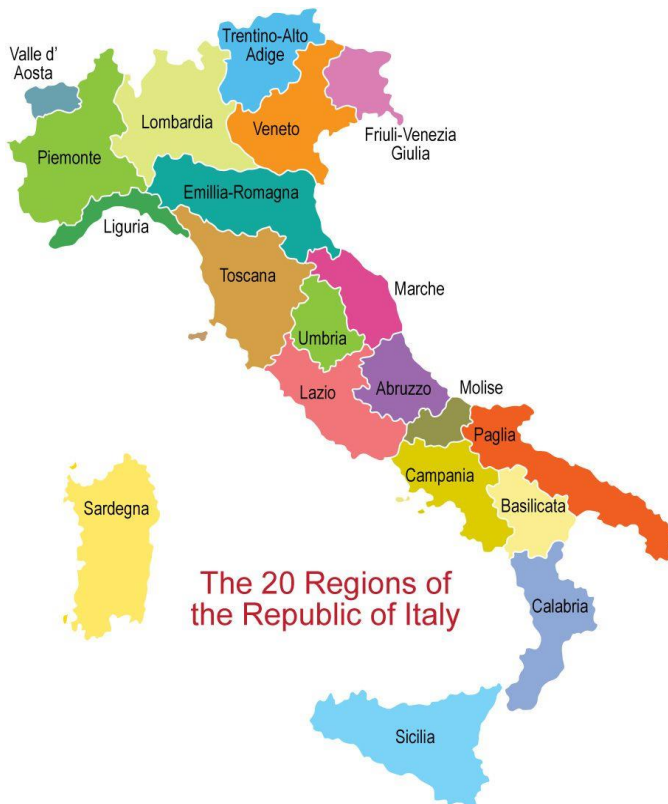 Trentino-Alto
Adige
Valle d'
Aosta
Lombardia
Veneto
Friuli-Venezia
Giulia
Piemonte
Emillia-Romagna
Liguria
Toscana
Marche
Umbria
Lazio
Abruzzo
Molise
Paglia
Campania
Basilicata
Sardegna
The 20 Regions of
the Republic of Italy
Calabria
Sicilia